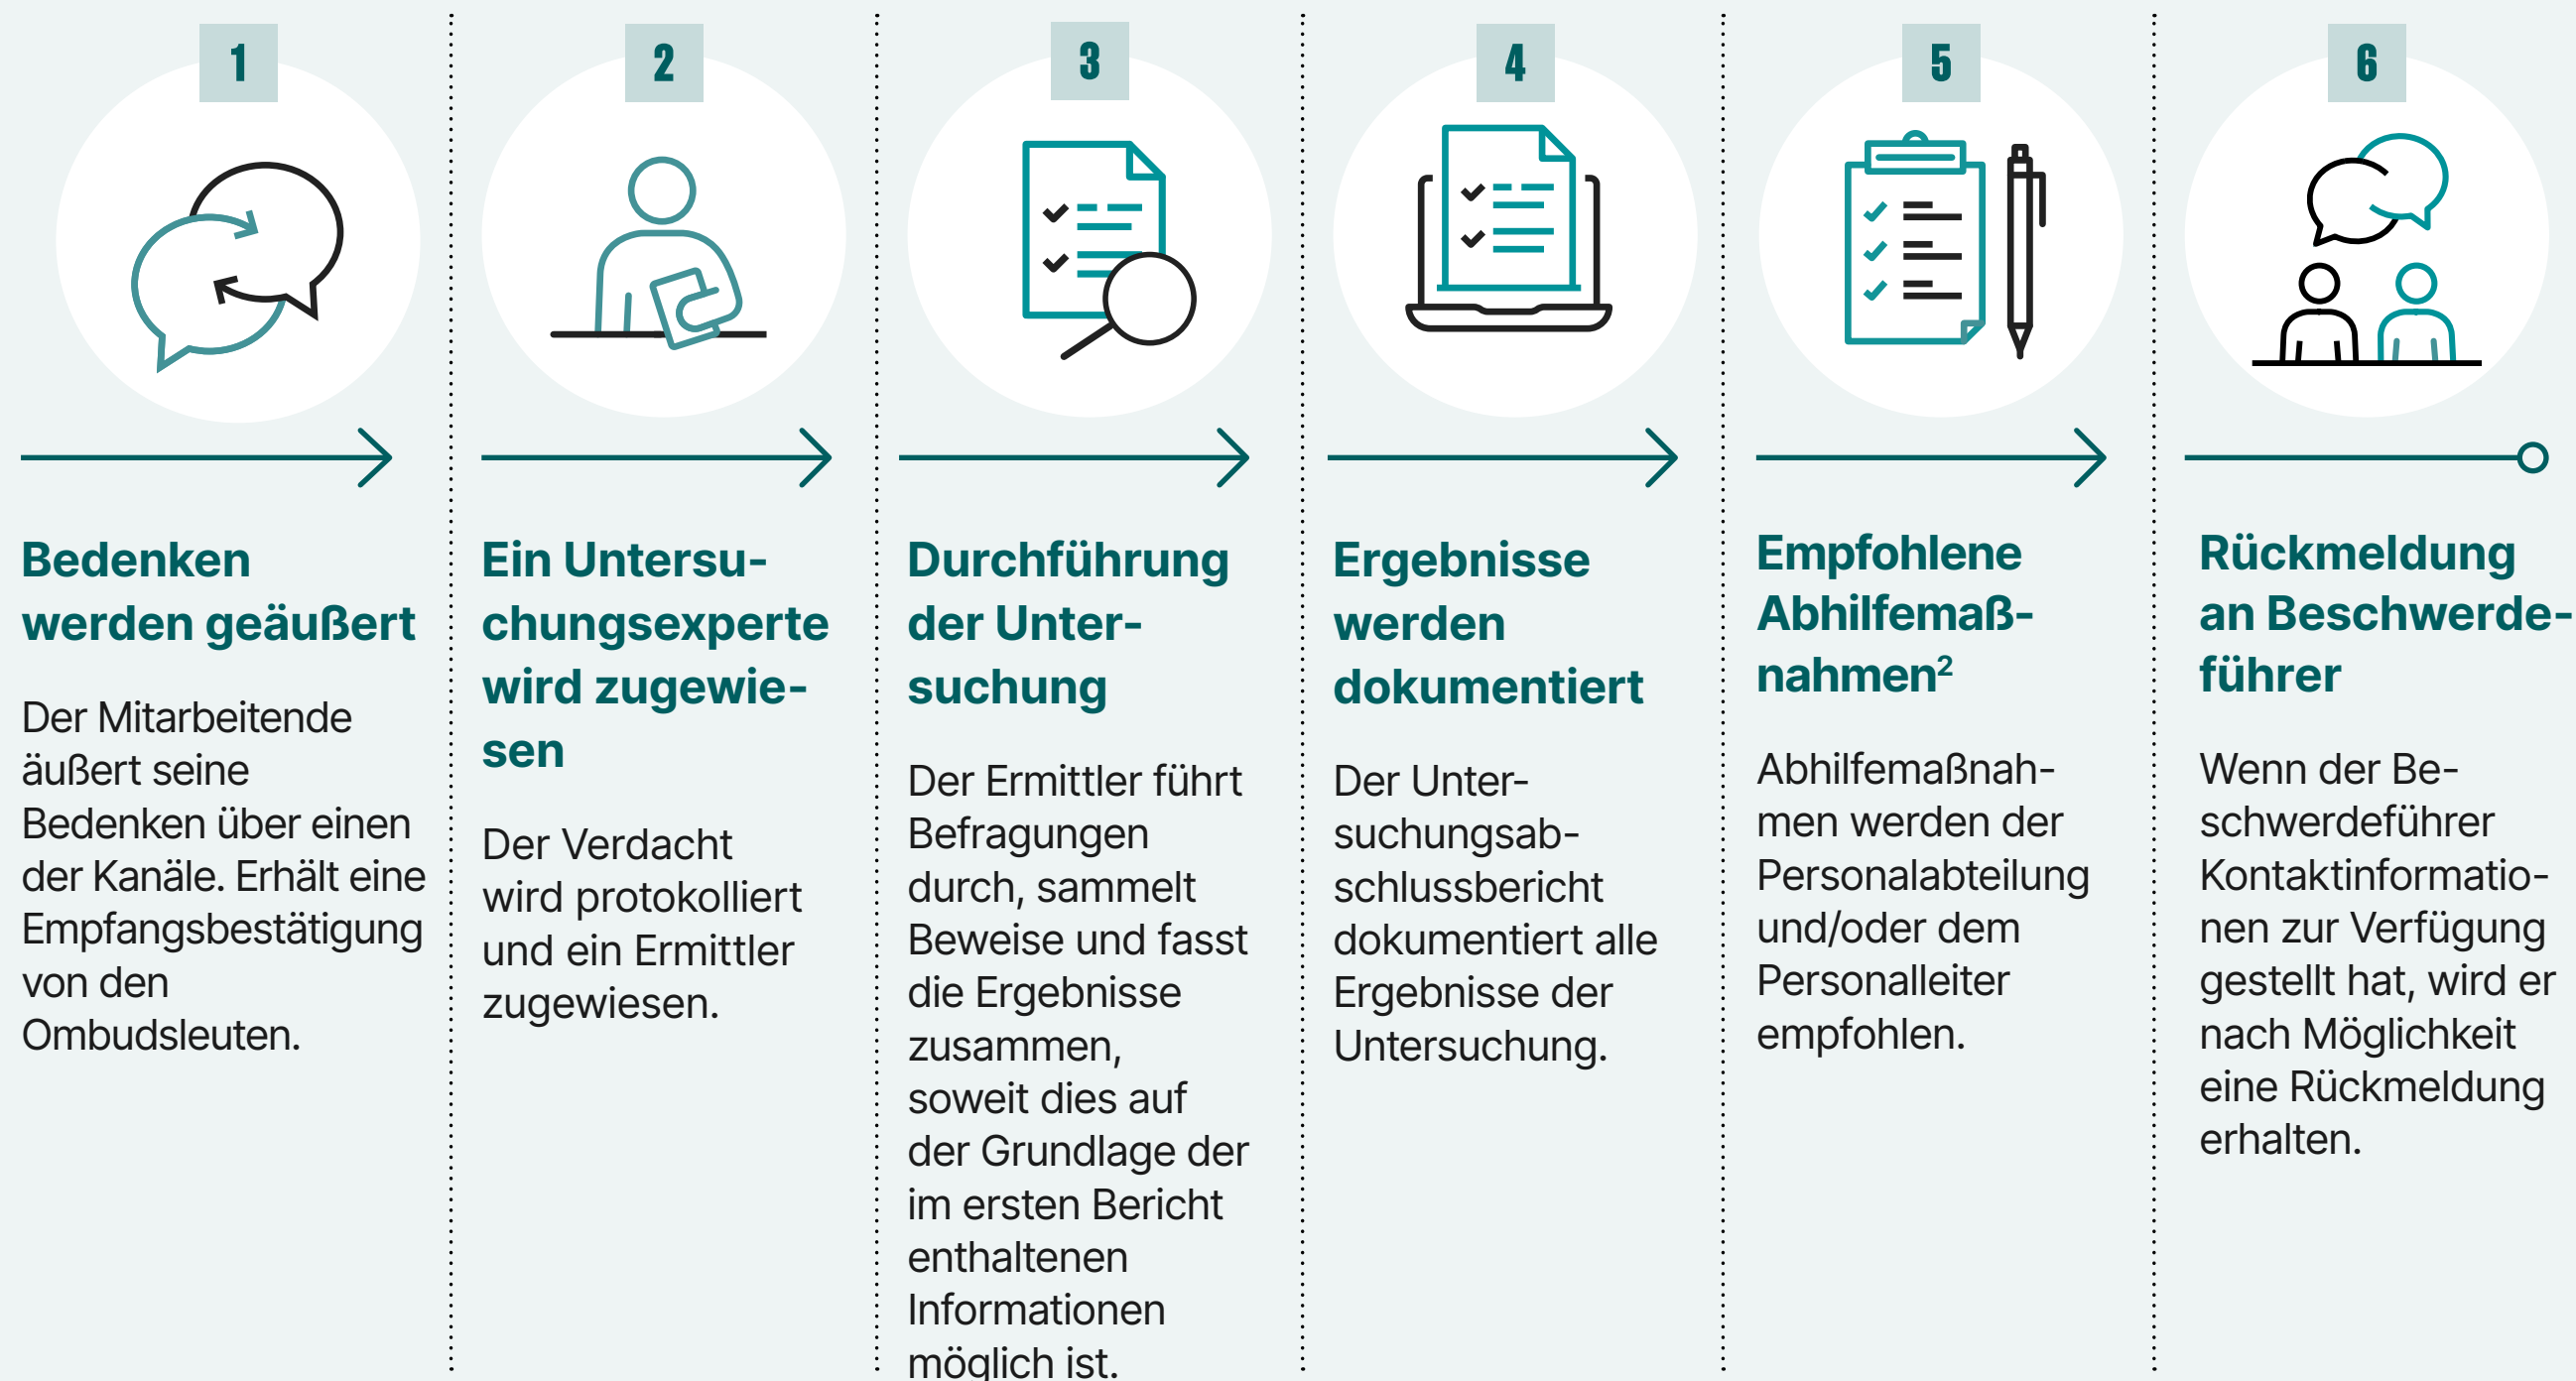 1
Bedenken
werden geäußert
Der Mitarbeitende
äußert seine
Bedenken über einen
der Kanäle. Erhält eine
Empfangsbestätigung
von den
Ombudsleuten.
2
Ein Untersu-
chungsexperte
wird zugewie-
sen
Der Verdacht
wird protokolliert
und ein Ermittler
zugewiesen.
3
Durchführung
der Unter-
suchung
Der Ermittler führt
Befragungen
durch, sammelt
Beweise und fasst
die Ergebnisse
zusammen,
soweit dies auf
der Grundlage der
im ersten Bericht
enthaltenen
Informationen
möglich ist.
4
Ergebnisse
werden
dokumentiert
Der Unter-
suchungsab-
schlussbericht
dokumentiert alle
Ergebnisse der
Untersuchung.
5
Empfohlene
Abhilfemaß-
nahmen²
Abhilfemaßnah-
men werden der
Personalabteilung
und/oder dem
Personalleiter
empfohlen.
6
Rückmeldung
an Beschwerde-
führer
Wenn der Be-
schwerdeführer
Kontaktinformatio-
nen zur Verfügung
gestellt hat, wird er
nach Möglichkeit
eine Rückmeldung
erhalten.